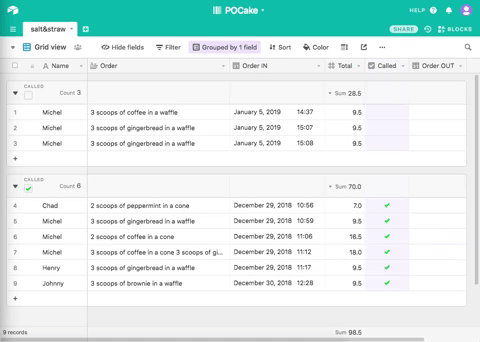 POCake
HELP
salt&straw
SHARE
BLOCKS
Grid view
Hide fields
Filter
Grouped by 1 field
Sort
Color
Name
Order
Order IN
Total
Called
Order OUT
CALLED
Count 3
Sum 28.5
1 Michel 3 scoops of coffee in a waffle January 5, 2019 14:37 9.5
2 Michel 3 scoops of gingerbread in a waffle January 5, 2019 15:07 9.5
3 Michel 3 scoops of gingerbread in a waffle January 5, 2019 15:08 9.5
CALLED
Count 6
Sum 70.0
4 Chad 2 scoops of peppermint in a cone December 29, 2018 10:56 7.0
5 Michel 3 scoops of gingerbread in a waffle December 29, 2018 10:59 9.5
6 Michel 2 scoops of coffee in a cone December 29, 2018 11:06 16.5
7 Michel 3 scoops of coffee in a cone 3 scoops of gi... December 29, 2018 11:12 18.0
8 Henry 3 scoops of gingerbread in a waffle December 29, 2018 11:17 9.5
9 Johnny 3 scoops of brownie in a waffle December 30, 2018 12:28 9.5
9 records
Sum 98.5